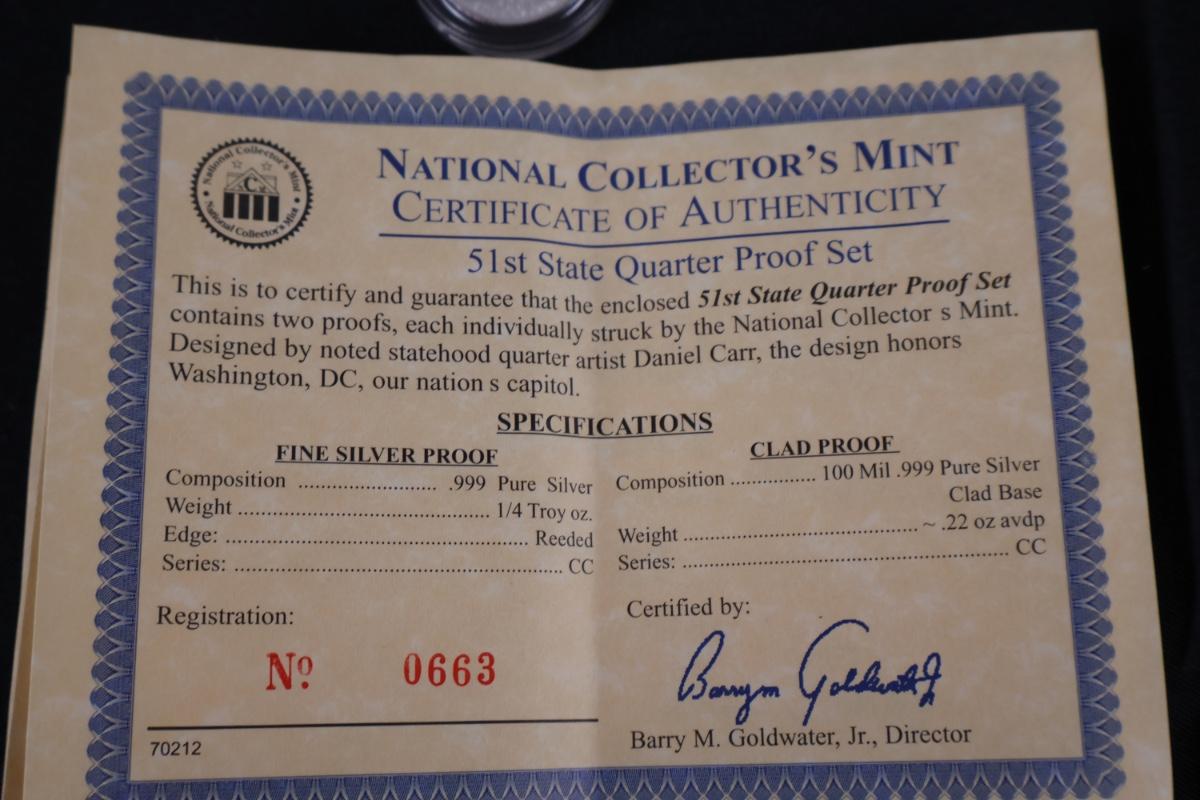 National Collector's Mint
National Collector's Mint
C
NATIONAL COLLECTOR'S MINT
CERTIFICATE OF AUTHENTICITY
51st State Quarter Proof Set
This is to certify and guarantee that the enclosed 51st State Quarter Proof Set
contains two proofs, each individually struck by the National Collector s Mint.
Designed by noted statehood quarter artist Daniel Carr, the design honors
Washington, DC, our nation s capitol.
SPECIFICATIONS
FINE SILVER PROOF
Composition ........................ .999 Pure Silver
Weight ............................................ 1/4 Troy oz.
Edge: ..................................................... Reeded
Series: .......................................................... CC
CLAD PROOF
Composition ............... 100 Mil .999 Pure Silver
Clad Base
Weight ......................................... ~ .22 oz avdp
Series: .......................................................... CC
Registration:
Nº 0663
70212
Certified by:
Barry M Goldwater Jr
Barry M. Goldwater, Jr., Director